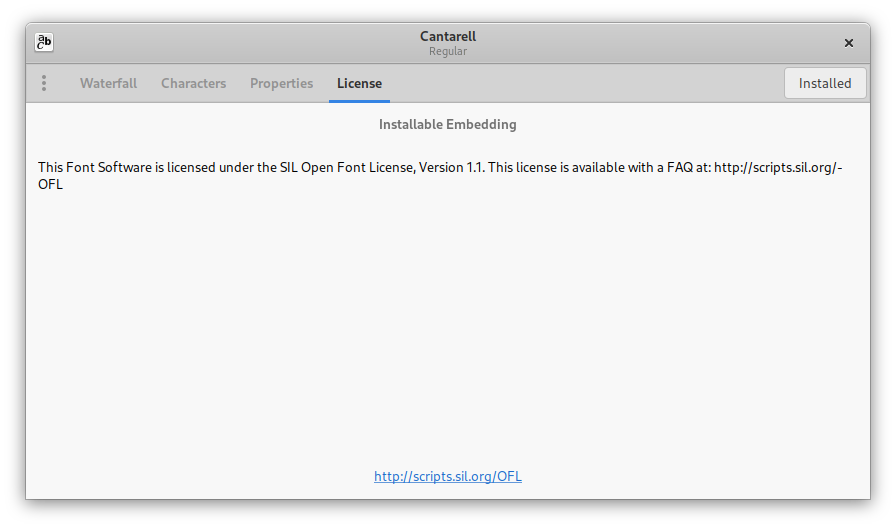 Cantarell
Regular
Waterfall
Characters
Properties
License
Installed
Installable Embedding
This Font Software is licensed under the SIL Open Font License, Version 1.1. This license is available with a FAQ at: http://scripts.sil.org/-
OFL
http://scripts.sil.org/OFL